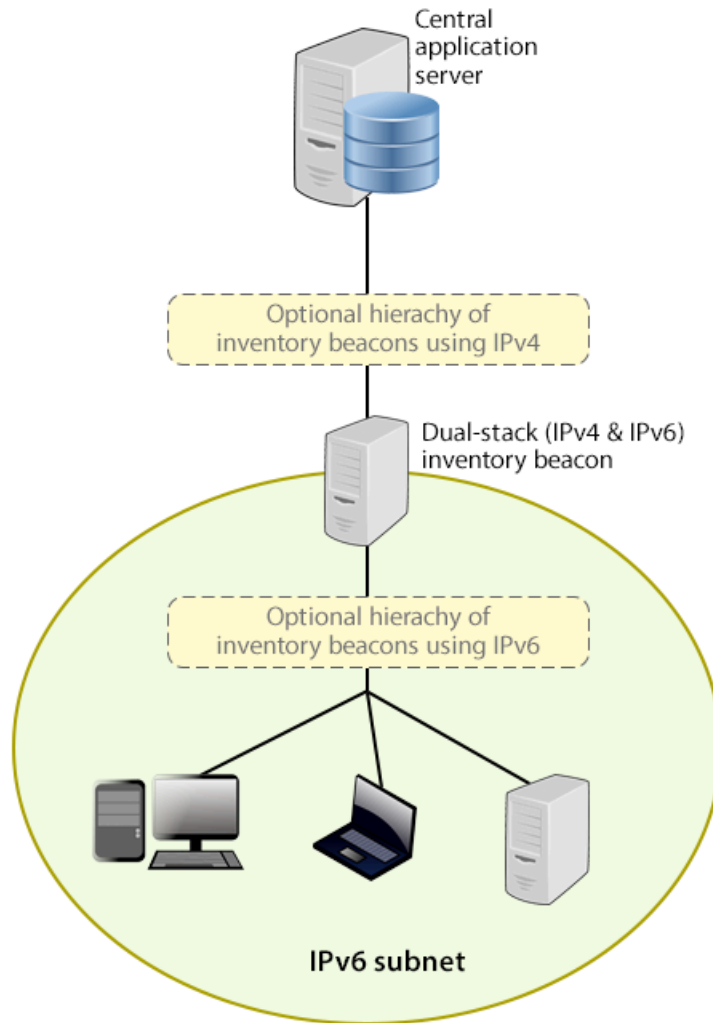 Central
application
server
Optional hierachy of
inventory beacons using IPv4
Dual-stack (IPv4 & IPv6)
inventory beacon
Optional hierachy of
inventory beacons using IPv6
IPv6 subnet